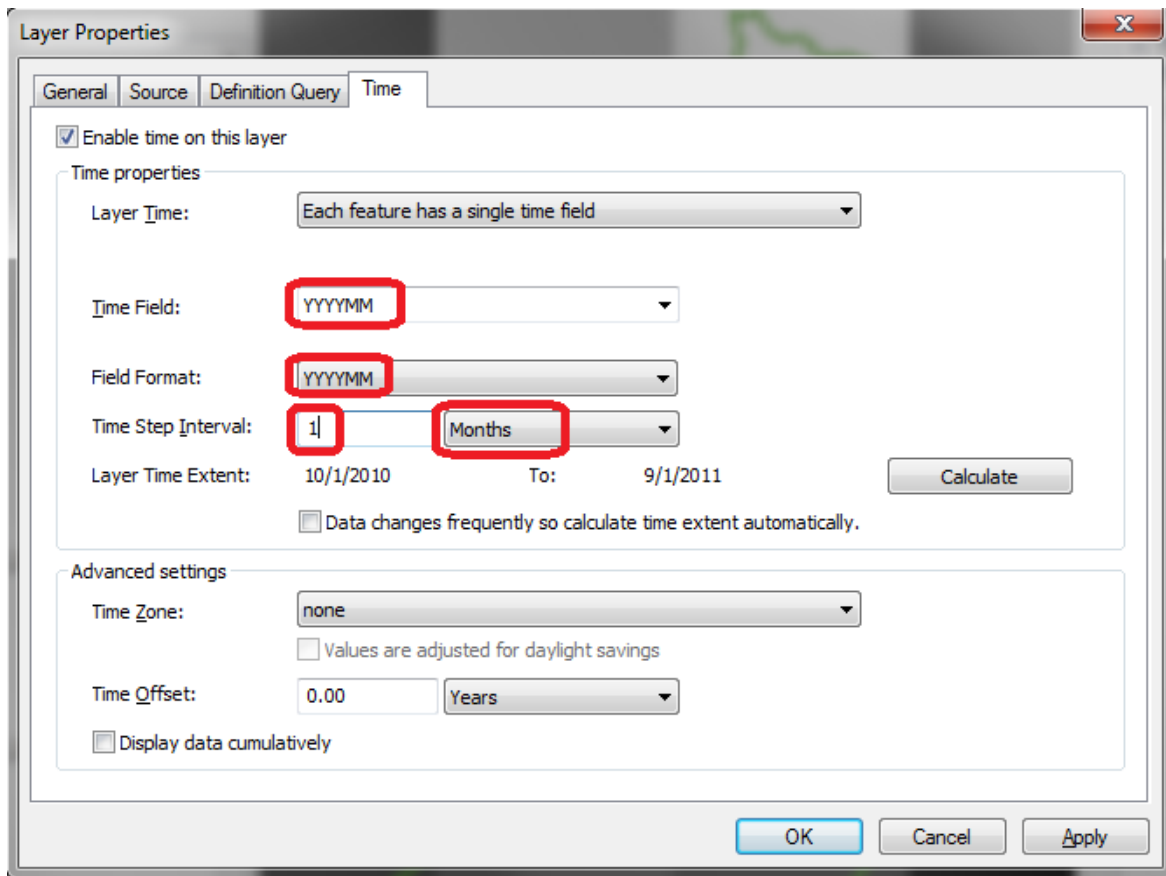 Layer Properties
General Source Definition Query Time
Enable time on this layer
Time properties
Layer Time: Each feature has a single time field
Time Field: YYYYMM
Field Format: YYYYMM
Time Step Interval: 1 Months
Layer Time Extent: 10/1/2010 To: 9/1/2011 Calculate
Data changes frequently so calculate time extent automatically.
Advanced settings
Time Zone: none
Values are adjusted for daylight savings
Time Offset: 0.00 Years
Display data cumulatively
OK Cancel Apply